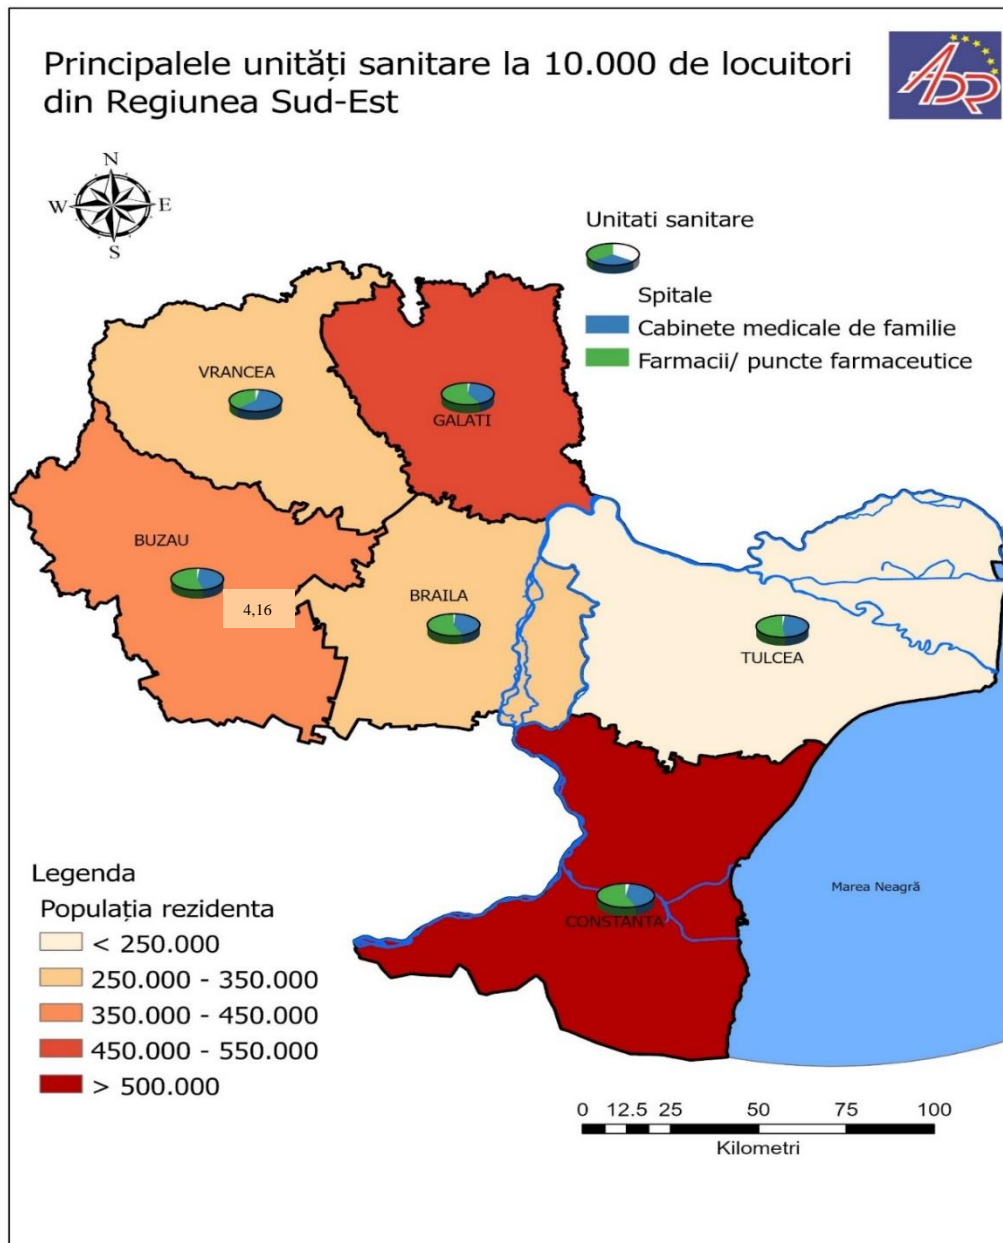 Principalele unități sanitare la 10.000 de locuitori
din Regiunea Sud-Est
ADR
N
W
E
S
Unitati sanitare
Spitale
Cabinete medicale de familie
Farmacii/ puncte farmaceutice
VRANCEA
GALATI
BUZAU
4,16
BRAILA
TULCEA
CONSTANTA
Marea Neagră
Legenda
Populația rezidenta
< 250.000
250.000 - 350.000
350.000 - 450.000
450.000 - 550.000
> 500.000
0 12.5 25 50 75 100
Kilometri